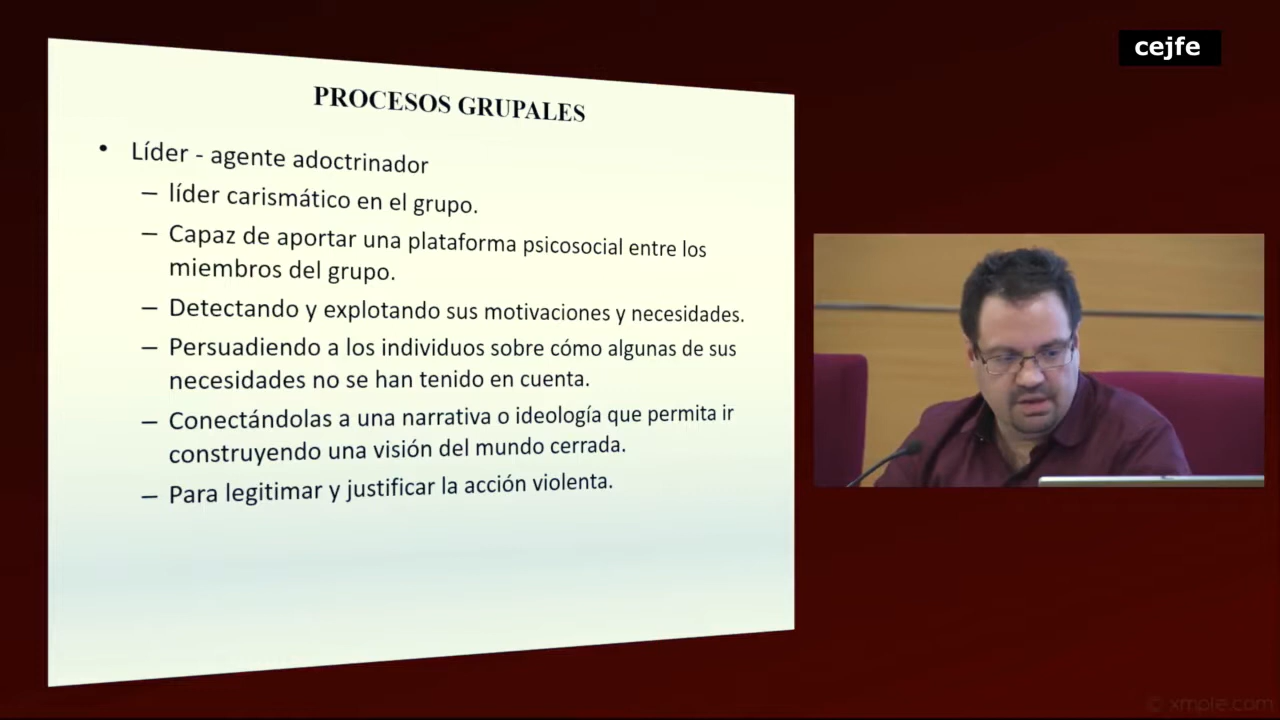 cejfe
PROCESOS GRUPALES
• Líder - agente adoctrinador
– líder carismático en el grupo.
– Capaz de aportar una plataforma psicosocial entre los
miembros del grupo.
– Detectando y explotando sus motivaciones y necesidades.
– Persuadiendo a los individuos sobre cómo algunas de sus
necesidades no se han tenido en cuenta.
– Conectándolas a una narrativa o ideología que permita ir
construyendo una visión del mundo cerrada.
– Para legitimar y justificar la acción violenta.
© xmple.com